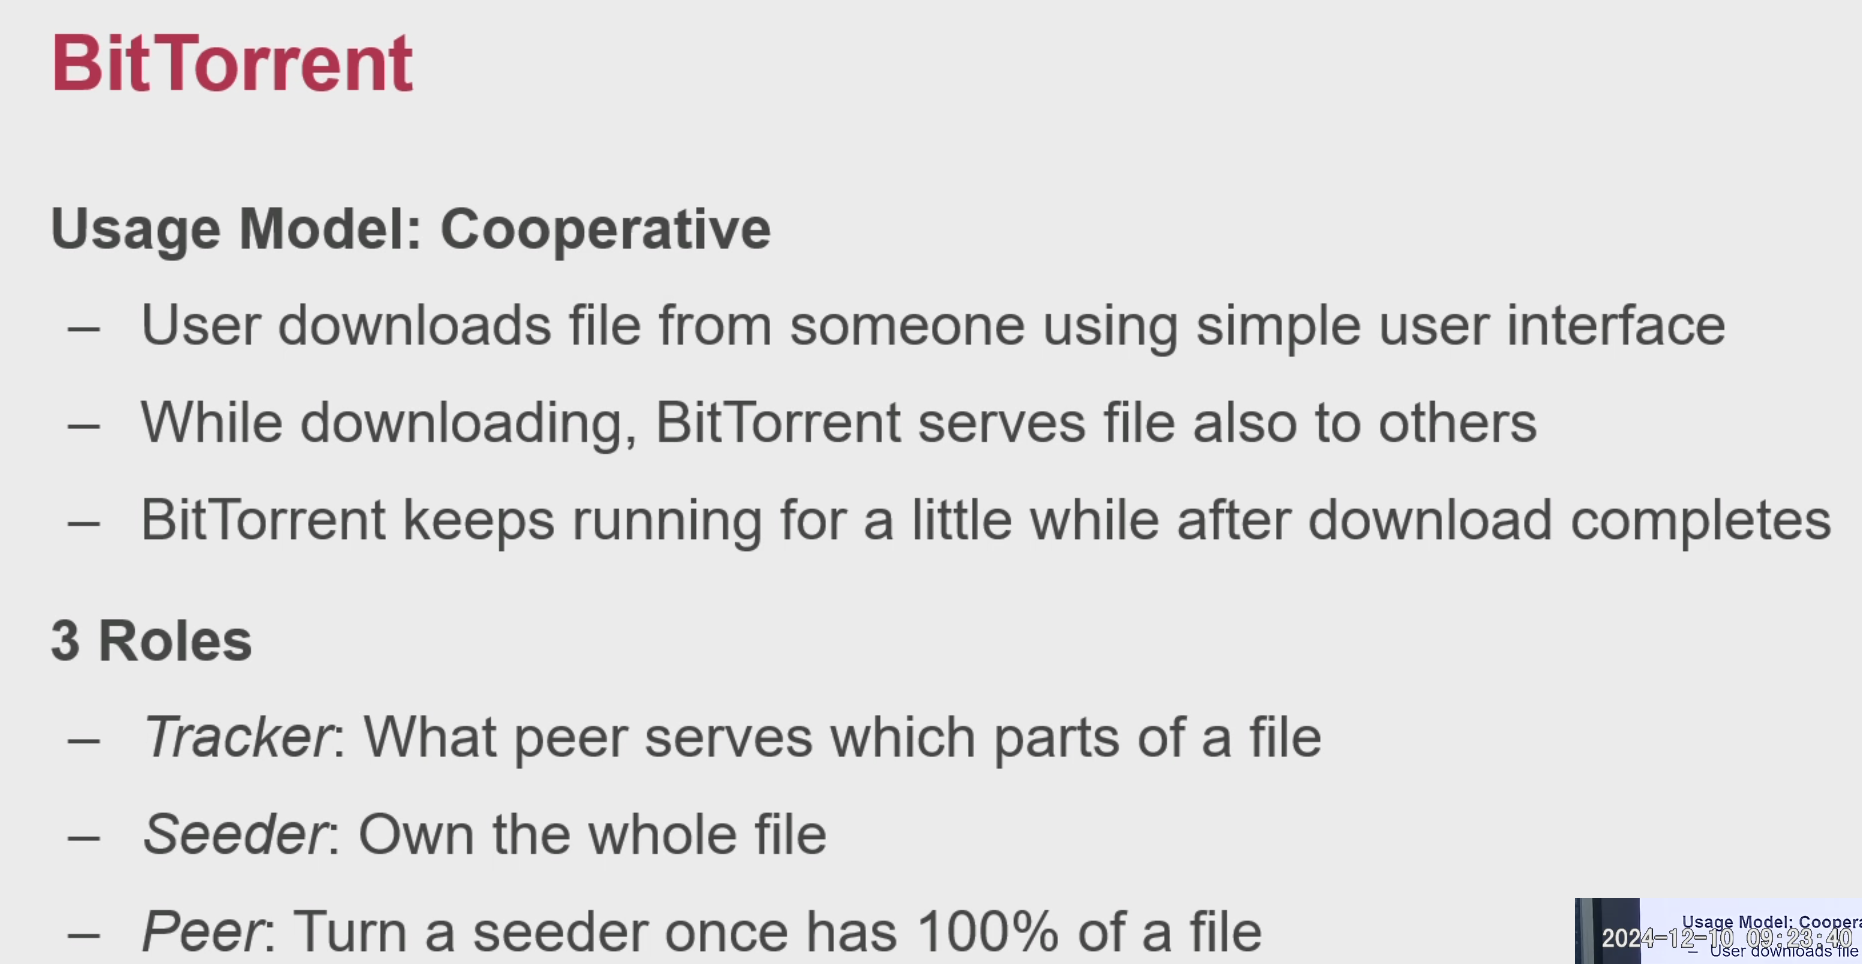 BitTorrent
Usage Model: Cooperative
– User downloads file from someone using simple user interface
– While downloading, BitTorrent serves file also to others
– BitTorrent keeps running for a little while after download completes
3 Roles
– Tracker: What peer serves which parts of a file
– Seeder: Own the whole file
– Peer: Turn a seeder once has 100% of a file
Usage Model: Coopera
2024-12-10 09:23:40
– User downloads file